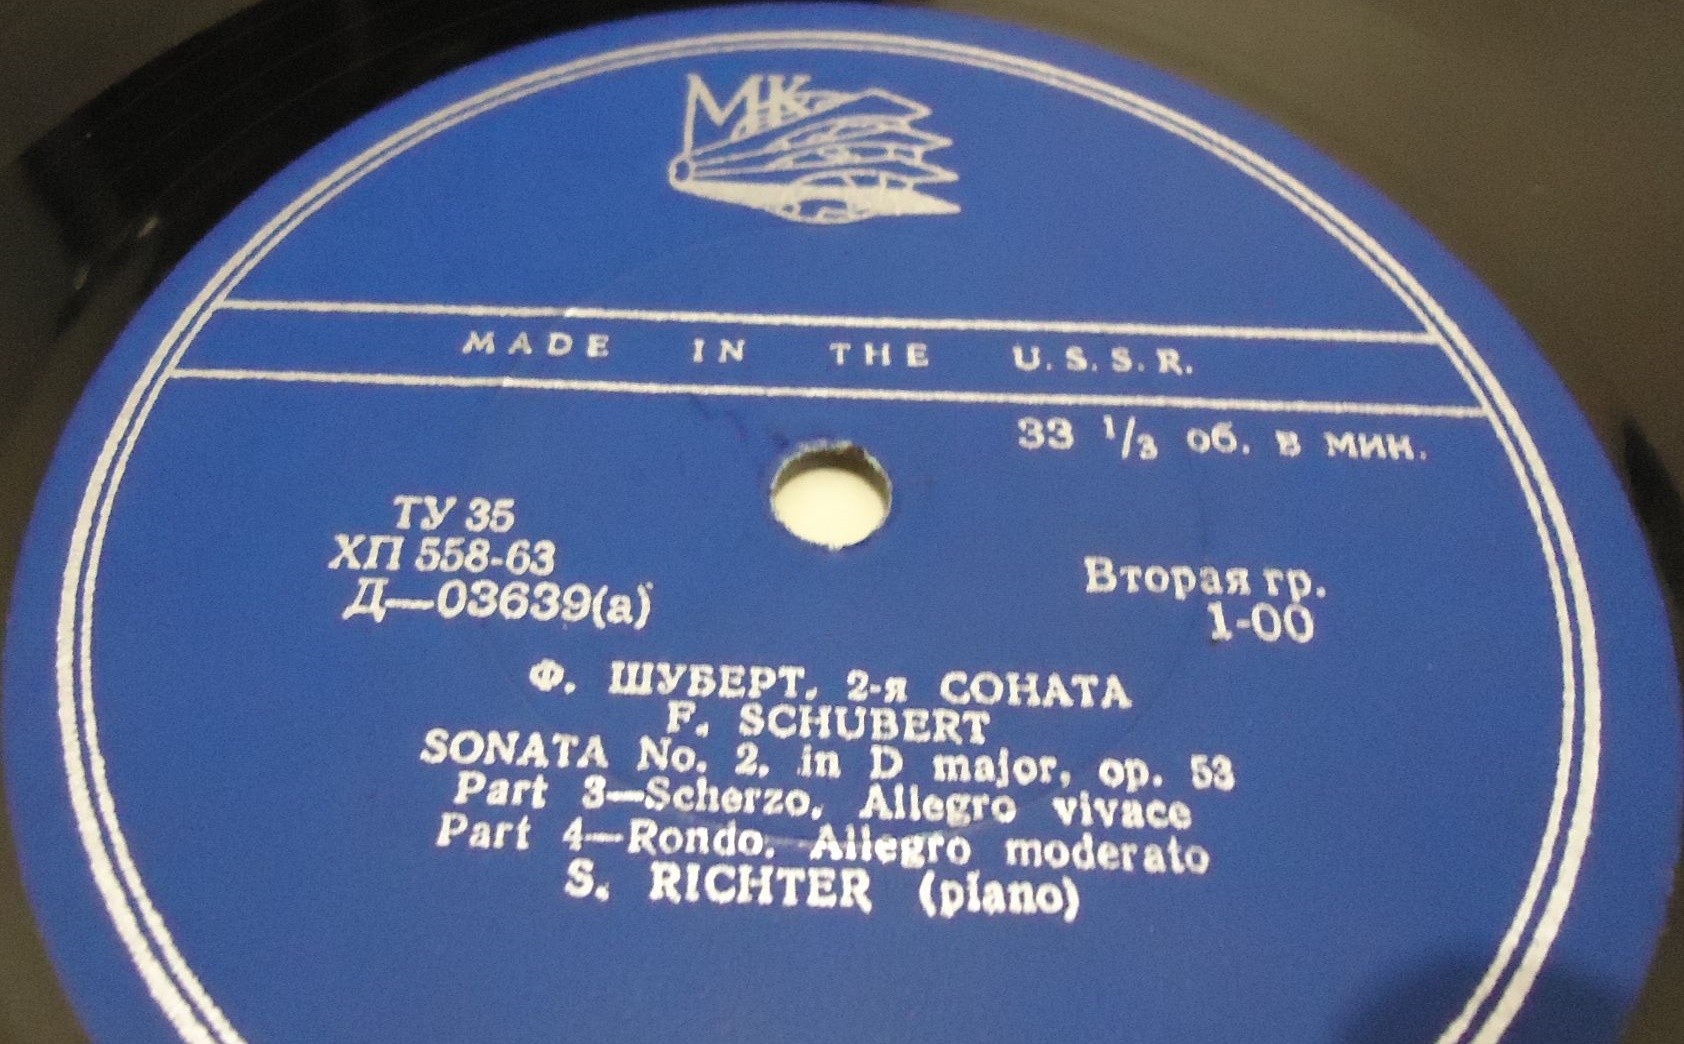 МК
MADE IN THE U.S.S.R.
33 1/3 об. в мин.
ТУ 35
ХП 558-63
Д—03639(а)
Вторая гр.
1-00
Ф. ШУБЕРТ. 2-я СОНАТА
F. SCHUBERT
SONATA No. 2, in D major, op. 53
Part 3—Scherzo. Allegro vivace
Part 4—Rondo. Allegro moderato
S. RICHTER (piano)